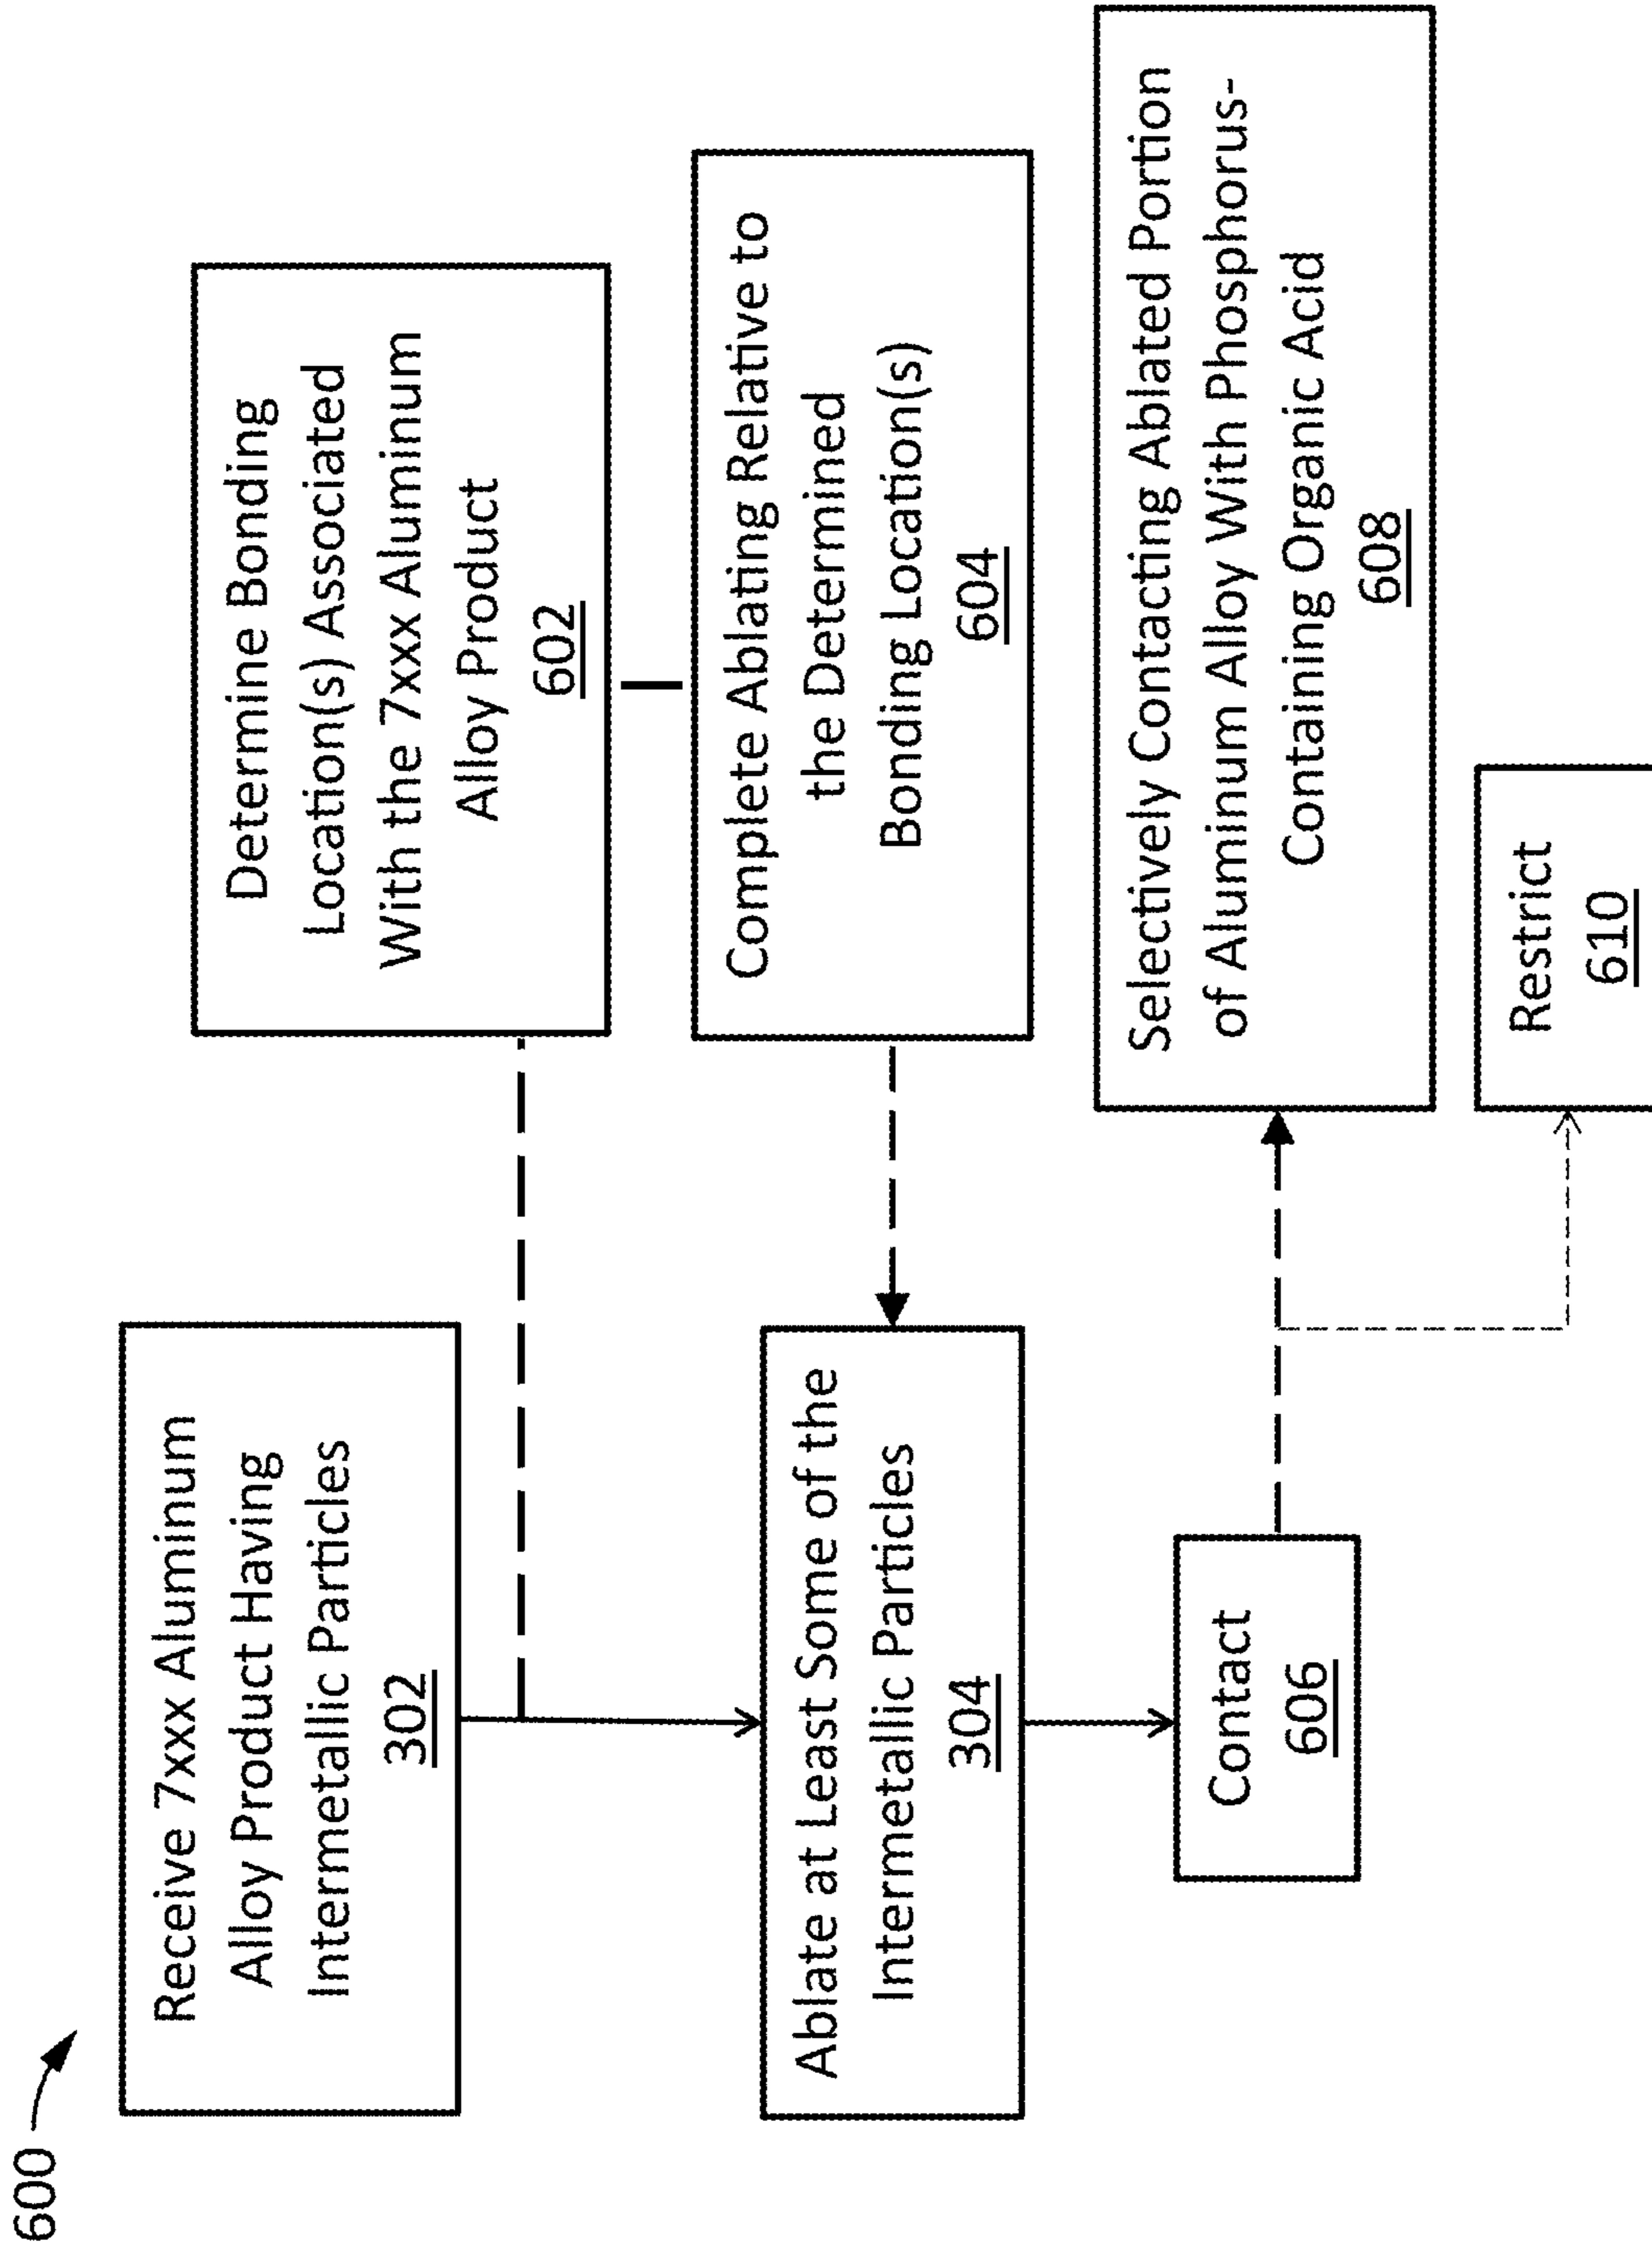 600
Receive 7xxx Aluminum
Alloy Product Having
Intermetallic Particles
302
Determine Bonding
Location(s) Associated
With the 7xxx Aluminum
Alloy Product
602
Complete Ablating Relative to
the Determined
Bonding Location(s)
604
Ablate at Least Some of the
Intermetallic Particles
304
Contact
606
Selectively Contacting Ablated Portion
of Aluminum Alloy With Phosphorus-
Containing Organic Acid
608
Restrict
610